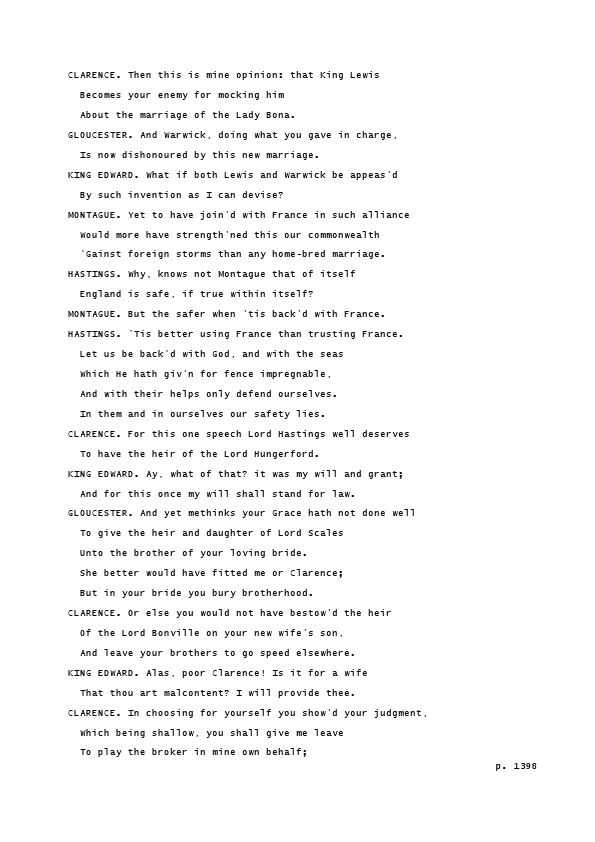 CLARENCE. Then this is mine opinion: that King Lewis
Becomes your enemy for mocking him
About the marriage of the Lady Bona.
GLOUCESTER. And Warwick, doing what you gave in charge,
Is now dishonoured by this new marriage.
KING EDWARD. What if both Lewis and Warwick be appeas'd
By such invention as I can devise?
MONTAGUE. Yet to have join'd with France in such alliance
Would more have strength'ned this our commonwealth
'Gainst foreign storms than any home-bred marriage.
HASTINGS. Why, knows not Montague that of itself
England is safe, if true within itself?
MONTAGUE. But the safer when 'tis back'd with France.
HASTINGS. 'Tis better using France than trusting France.
Let us be back'd with God, and with the seas
Which He hath giv'n for fence impregnable,
And with their helps only defend ourselves.
In them and in ourselves our safety lies.
CLARENCE. For this one speech Lord Hastings well deserves
To have the heir of the Lord Hungerford.
KING EDWARD. Ay, what of that? it was my will and grant;
And for this once my will shall stand for law.
GLOUCESTER. And yet methinks your Grace hath not done well
To give the heir and daughter of Lord Scales
Unto the brother of your loving bride.
She better would have fitted me or Clarence;
But in your bride you bury brotherhood.
CLARENCE. Or else you would not have bestow'd the heir
Of the Lord Bonville on your new wife's son,
And leave your brothers to go speed elsewhere.
KING EDWARD. Alas, poor Clarence! Is it for a wife
That thou art malcontent? I will provide thee.
CLARENCE. In choosing for yourself you show'd your judgment,
Which being shallow, you shall give me leave
To play the broker in mine own behalf;
p. 1398